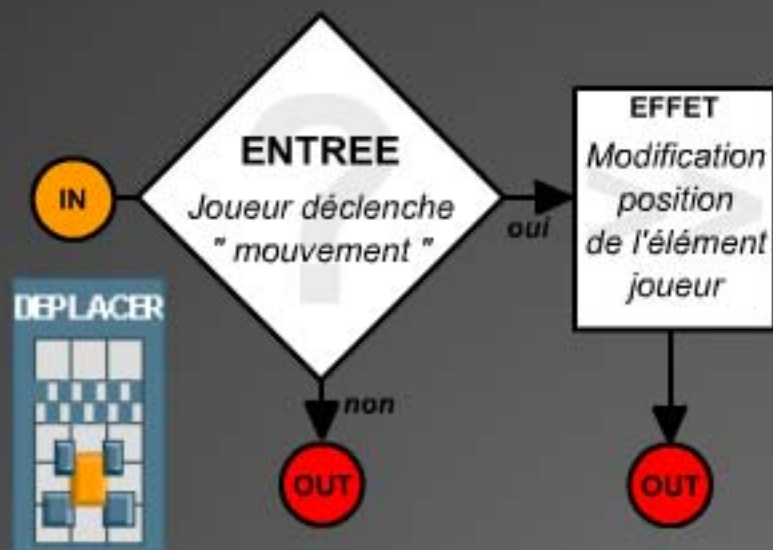 IN
ENTREE
Joueur déclenche
" mouvement "
oui
EFFET
Modification
position
de l'élément
joueur
DEPLACER
non
OUT
OUT